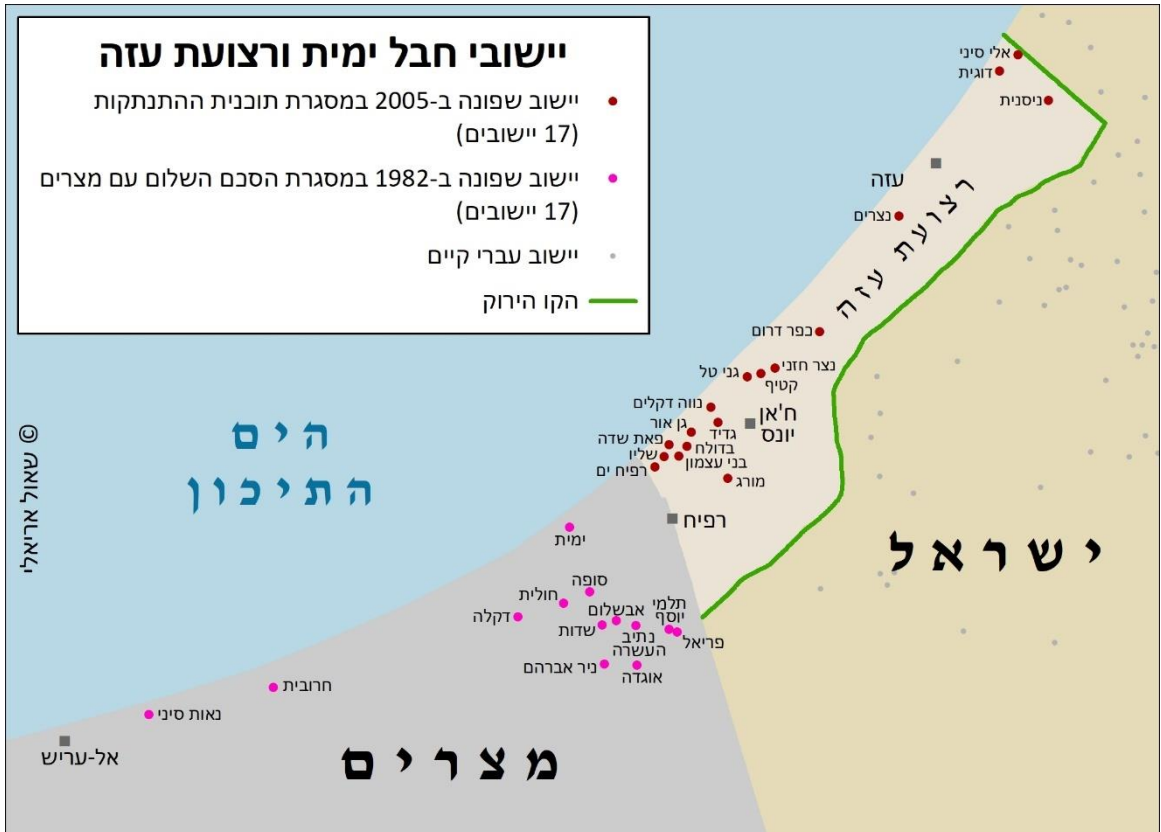 יישובי חבל ימית ורצועת עזה
יישוב שפונה ב-2005 במסגרת תוכנית ההתנתקות
(17 יישובים)
יישוב שפונה ב-1982 במסגרת הסכם השלום עם מצרים
(17 יישובים)
יישוב עברי קיים
הקו הירוק
אלי סיני
דוגית
ניסנית
עזה
רצועת עזה
נצרים
כפר דרום
נצר חזני
קטיף
גני טל
נווה דקלים
גדיד
גן אור
בדולח
פאת שדה
בני עצמון
שליו
רפיח ים
מורג
ח'אן
יונס
רפיח
הים
התיכון
© שאול אריאלי
ישראל
ימית
סופה
חולית
דקלה
אבשלום
שדות
נתיב
העשרה
תלמי
יוסף
פריאל
ניר אברהם
אוגדה
חרובית
נאות סיני
אל-עריש
מצרים